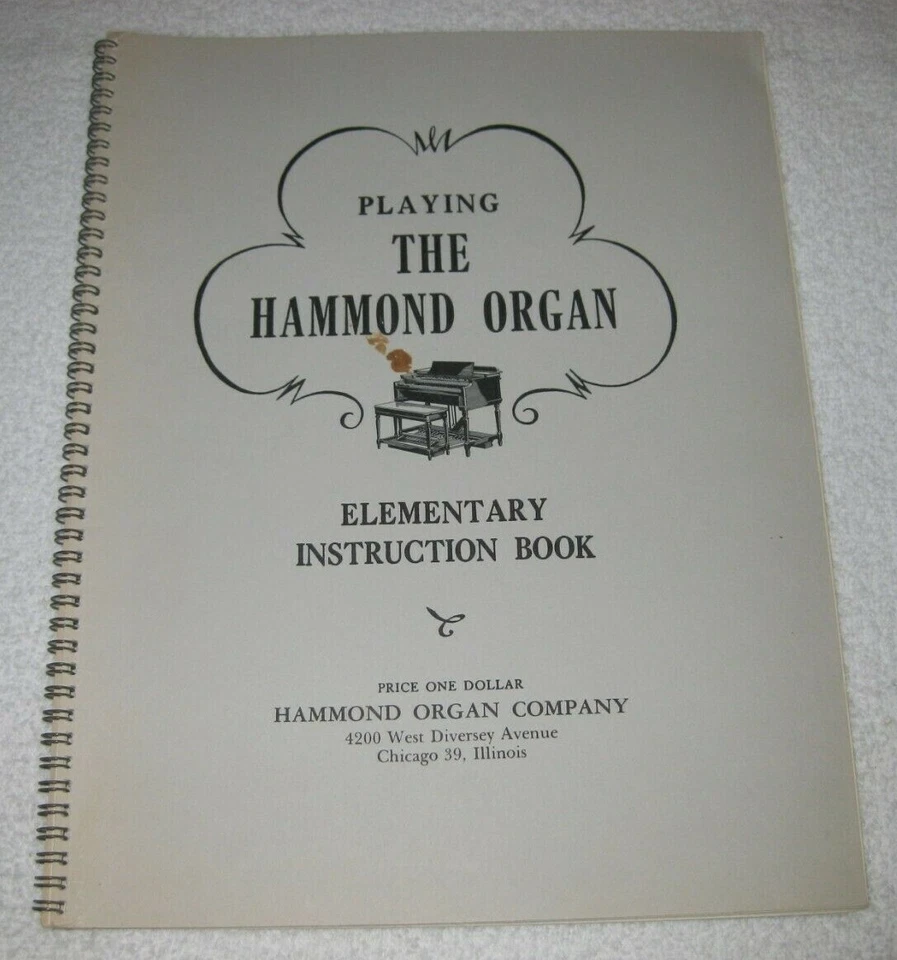 PLAYING
THE
HAMMOND ORGAN
ELEMENTARY
INSTRUCTION BOOK
PRICE ONE DOLLAR
HAMMOND ORGAN COMPANY
4200 West Diversey Avenue
Chicago 39, Illinois